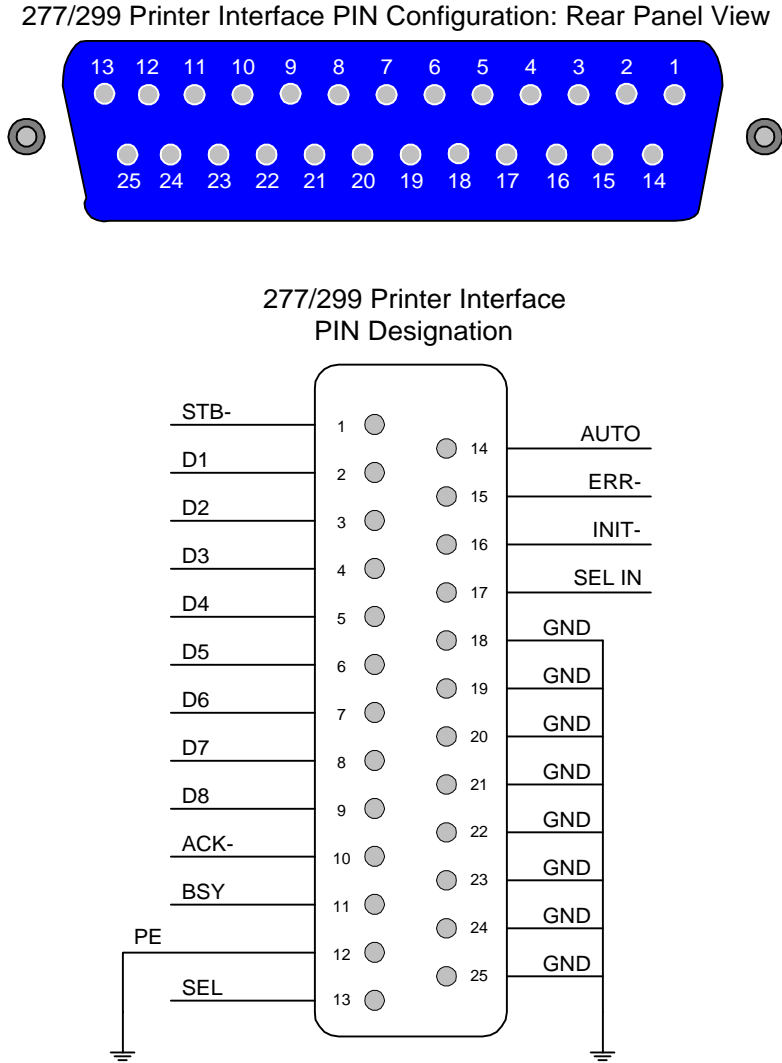 277/299 Printer Interface PIN Configuration: Rear Panel View
13 12 11 10 9 8 7 6 5 4 3 2 1
25 24 23 22 21 20 19 18 17 16 15 14
277/299 Printer Interface
PIN Designation
STB- 1
14 AUTO
D1 2
15 ERR-
D2 3
16 INIT-
D3 4
17 SEL IN
D4 5
18 GND
D5 6
19 GND
D6 7
20 GND
D7 8
21 GND
D8 9
22 GND
ACK- 10
23 GND
BSY 11
24 GND
PE 12
25 GND
SEL 13